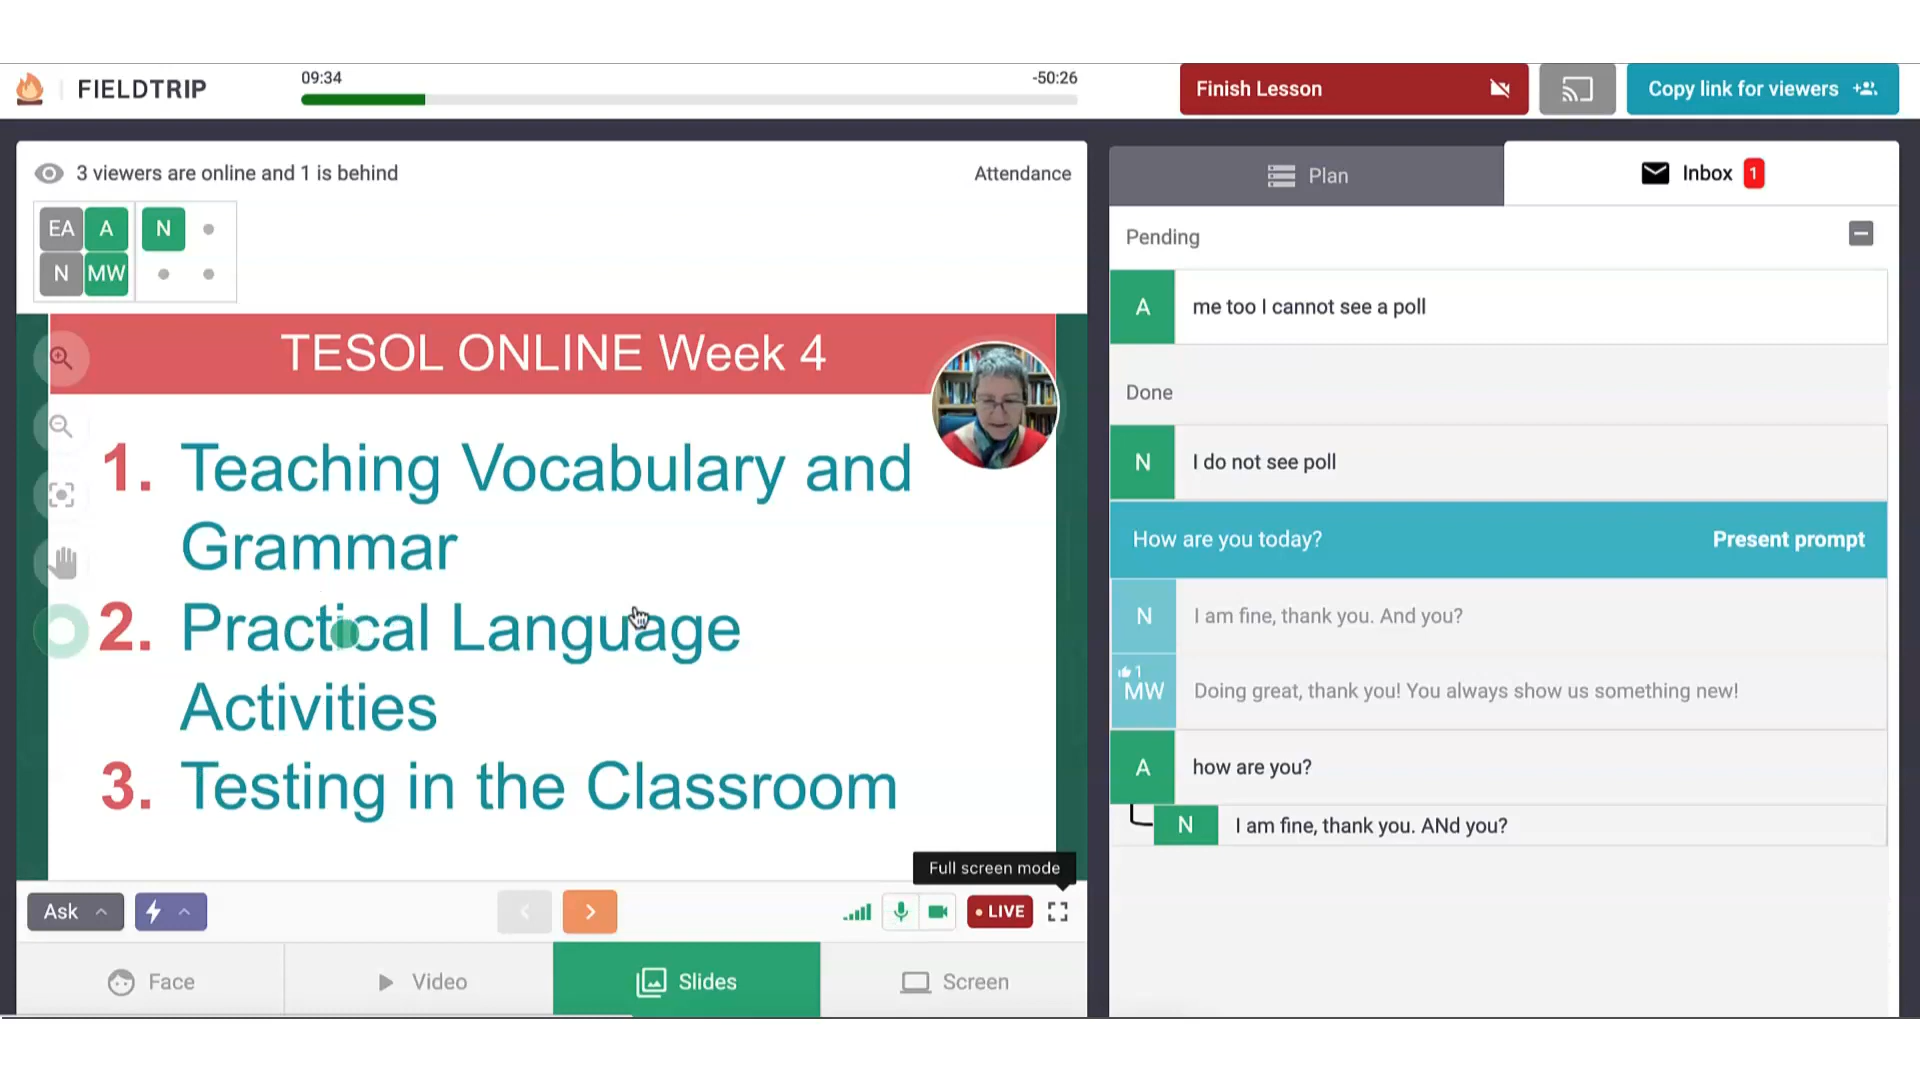 FIELDTRIP
09:34
-50:26
Finish Lesson
Copy link for viewers
3 viewers are online and 1 is behind
Attendance
EA A N
N MW
TESOL ONLINE Week 4
1. Teaching Vocabulary and
Grammar
2. Practical Language
Activities
3. Testing in the Classroom
Full screen mode
Ask
LIVE
Face
Video
Slides
Screen
Plan
Inbox 1
Pending
A me too I cannot see a poll
Done
N I do not see poll
How are you today? Present prompt
N I am fine, thank you. And you?
1
MW Doing great, thank you! You always show us something new!
A how are you?
N I am fine, thank you. ANd you?